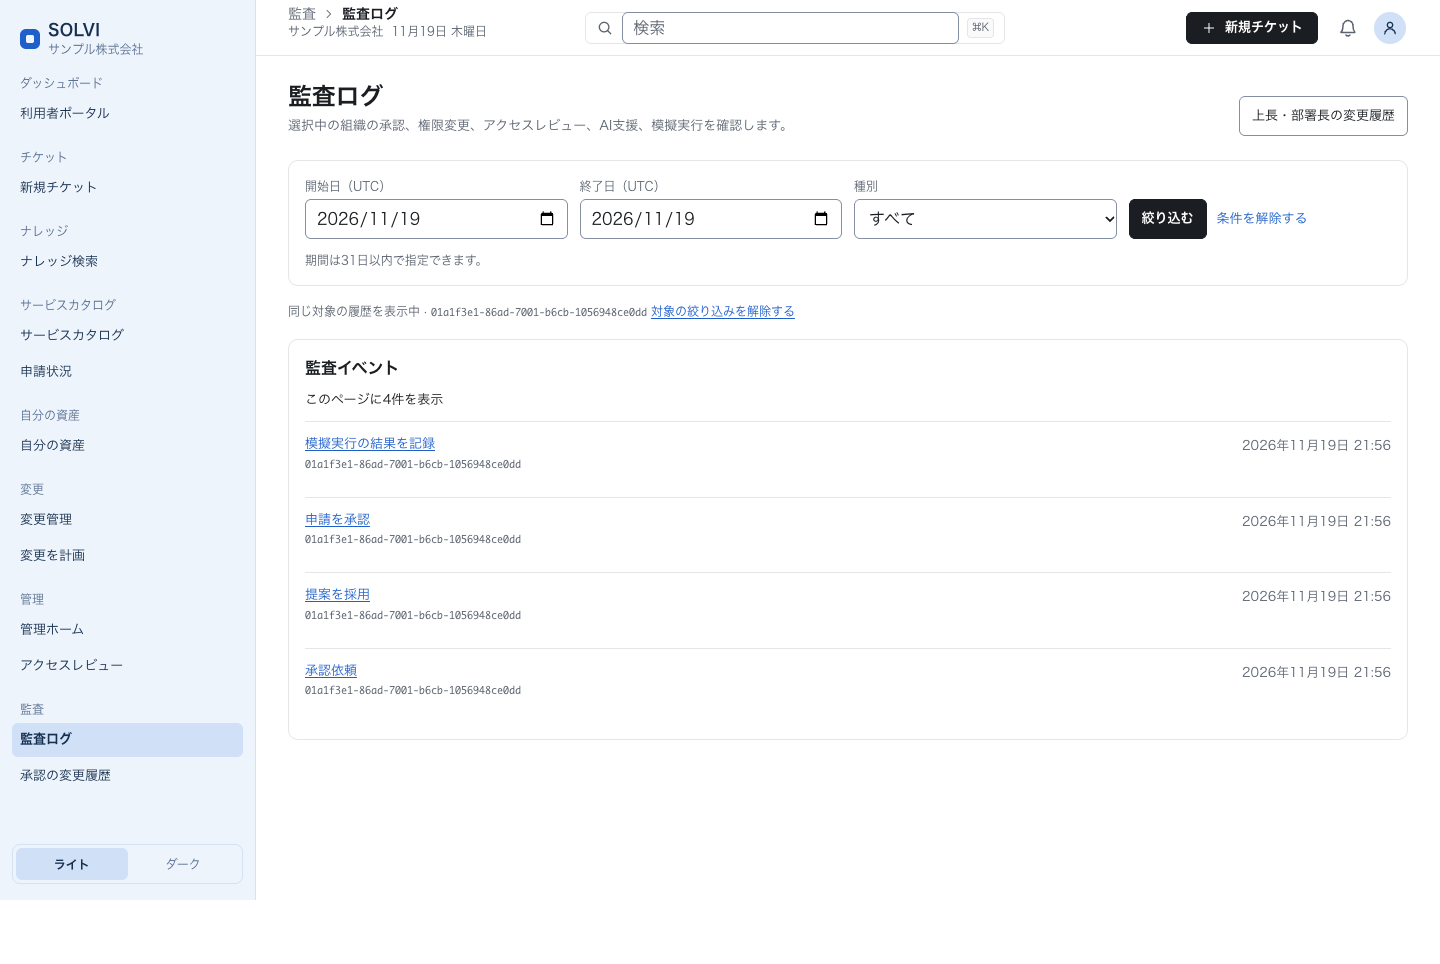 SOLVI
サンプル株式会社
ダッシュボード
利用者ポータル
チケット
新規チケット
ナレッジ
ナレッジ検索
サービスカタログ
サービスカタログ
申請状況
自分の資産
自分の資産
変更
変更管理
変更を計画
管理
管理ホーム
アクセスレビュー
監査
監査ログ
承認の変更履歴
ライト ダーク
監査 > 監査ログ
サンプル株式会社 11月19日 木曜日
検索 ⌘K
＋ 新規チケット
監査ログ
選択中の組織の承認、権限変更、アクセスレビュー、AI支援、模擬実行を確認します。
上長・部署長の変更履歴
開始日（UTC） 終了日（UTC） 種別
2026/11/19 2026/11/19 すべて 絞り込む 条件を解除する
期間は31日以内で指定できます。
同じ対象の履歴を表示中 · 01a1f3e1-86ad-7001-b6cb-1056948ce0dd 対象の絞り込みを解除する
監査イベント
このページに4件を表示
模擬実行の結果を記録 2026年11月19日 21:56
01a1f3e1-86ad-7001-b6cb-1056948ce0dd
申請を承認 2026年11月19日 21:56
01a1f3e1-86ad-7001-b6cb-1056948ce0dd
提案を採用 2026年11月19日 21:56
01a1f3e1-86ad-7001-b6cb-1056948ce0dd
承認依頼 2026年11月19日 21:56
01a1f3e1-86ad-7001-b6cb-1056948ce0dd